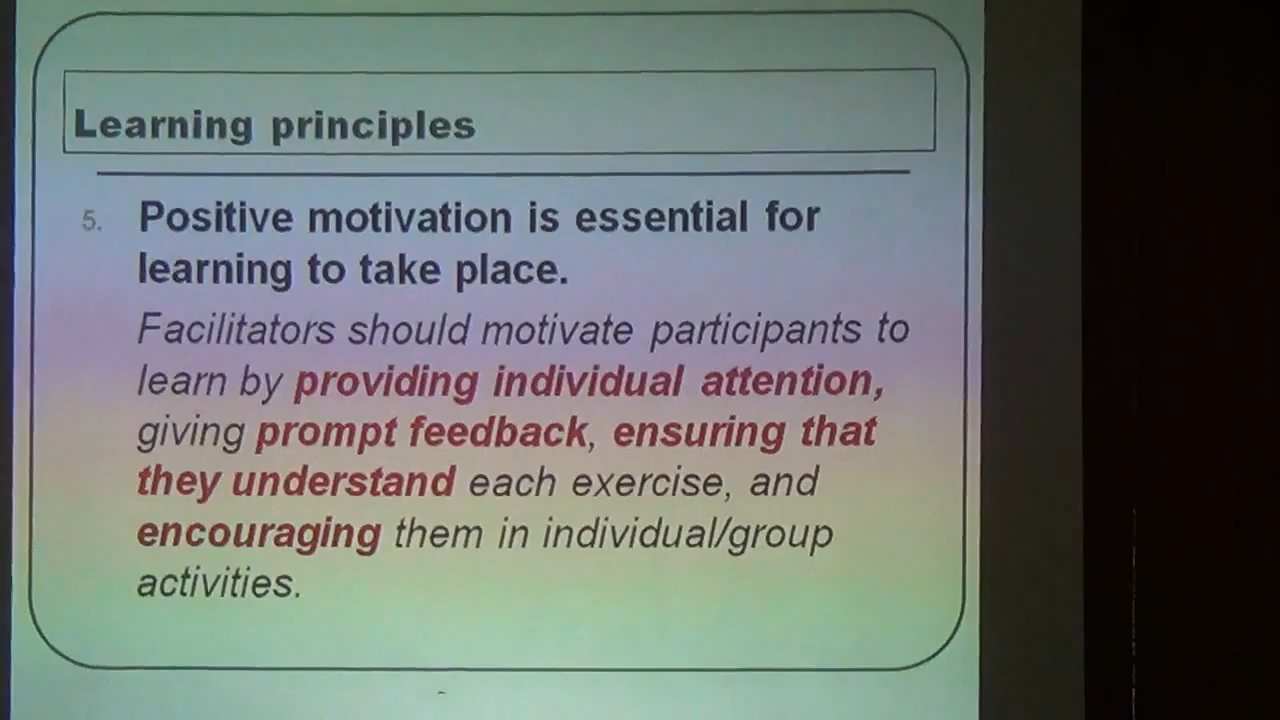 Learning principles
5. Positive motivation is essential for
learning to take place.
Facilitators should motivate participants to
learn by providing individual attention,
giving prompt feedback, ensuring that
they understand each exercise, and
encouraging them in individual/group
activities.